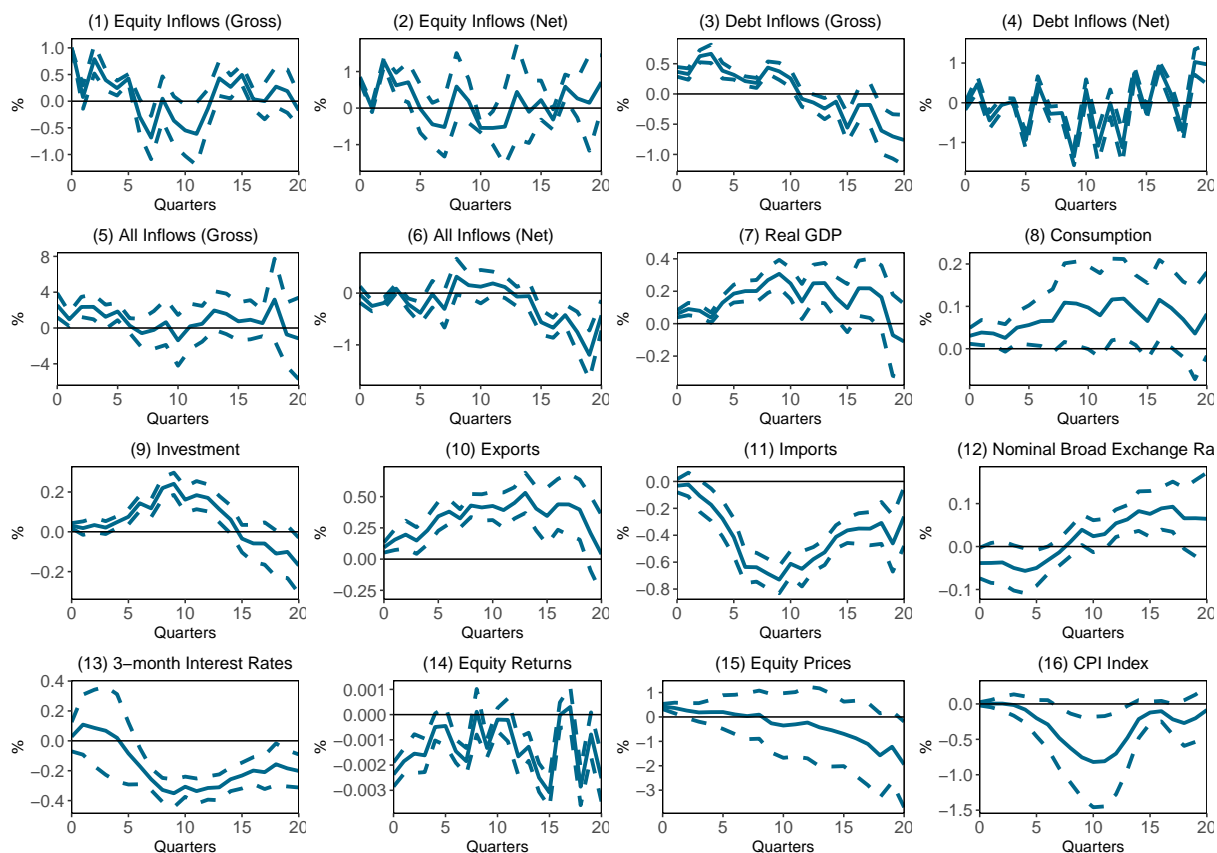 (1) Equity Inflows (Gross)
(2) Equity Inflows (Net)
(3) Debt Inflows (Gross)
(4) Debt Inflows (Net)
%
1.0
0.5
0.0
−0.5
−1.0
0 5 10 15 20
Quarters
%
1
0
−1
0 5 10 15 20
Quarters
%
0.5
0.0
−0.5
−1.0
0 5 10 15 20
Quarters
%
1
0
−1
0 5 10 15 20
Quarters
(5) All Inflows (Gross)
(6) All Inflows (Net)
(7) Real GDP
(8) Consumption
%
8
4
0
−4
0 5 10 15 20
Quarters
%
0
−1
0 5 10 15 20
Quarters
%
0.4
0.2
0.0
−0.2
0 5 10 15 20
Quarters
%
0.2
0.1
0.0
0 5 10 15 20
Quarters
(9) Investment
(10) Exports
(11) Imports
(12) Nominal Broad Exchange Ra
%
0.2
0.0
−0.2
0 5 10 15 20
Quarters
%
0.50
0.25
0.00
−0.25
0 5 10 15 20
Quarters
%
0.0
−0.2
−0.4
−0.6
−0.8
0 5 10 15 20
Quarters
%
0.1
0.0
−0.1
0 5 10 15 20
Quarters
(13) 3−month Interest Rates
(14) Equity Returns
(15) Equity Prices
(16) CPI Index
%
0.4
0.2
0.0
−0.2
−0.4
0 5 10 15 20
Quarters
%
0.001
0.000
−0.001
−0.002
−0.003
0 5 10 15 20
Quarters
%
1
0
−1
−2
−3
0 5 10 15 20
Quarters
%
0.0
−0.5
−1.0
−1.5
0 5 10 15 20
Quarters